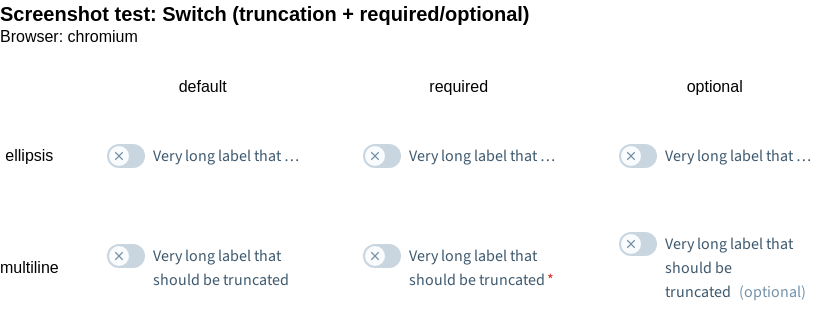 Screenshot test: Switch (truncation + required/optional)
Browser: chromium
default required optional
ellipsis Very long label that … Very long label that … Very long label that …
multiline
Very long label that
should be truncated
Very long label that
should be truncated *
Very long label that
should be
truncated (optional)